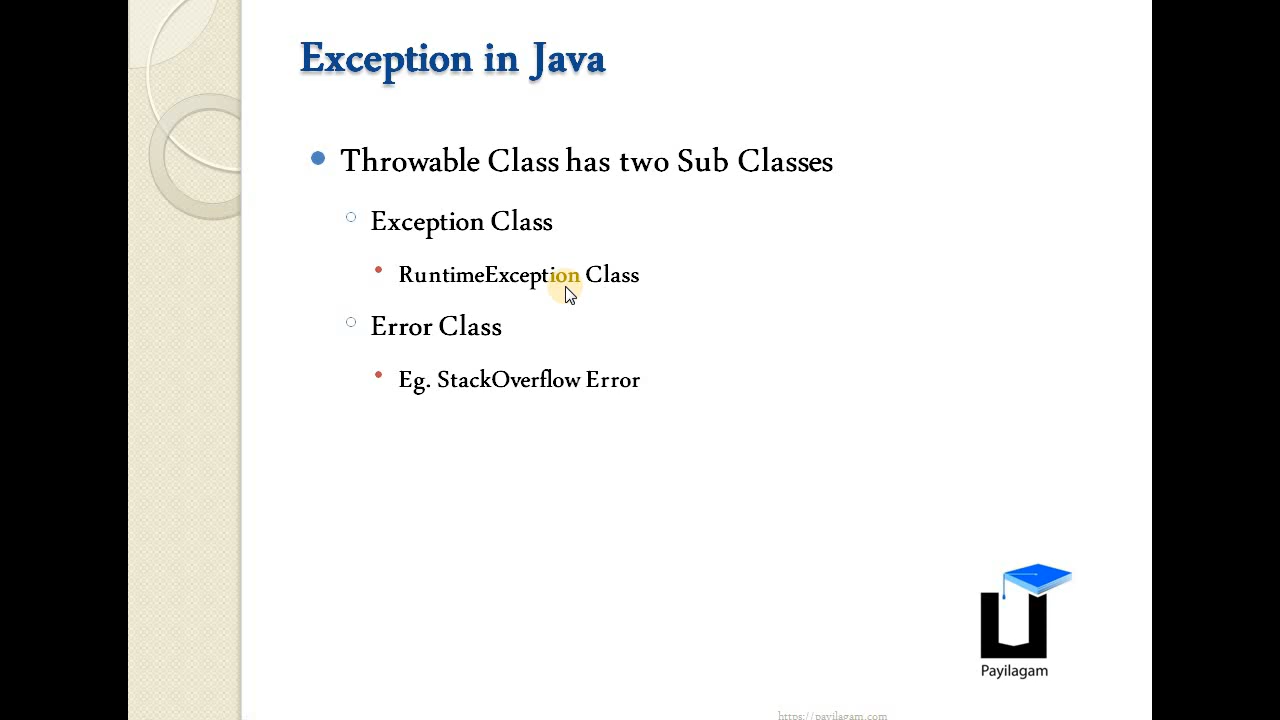 Exception in Java
Throwable Class has two Sub Classes
Exception Class
RuntimeException Class
Error Class
Eg. StackOverflow Error
Payilagam
https://payilagam.com